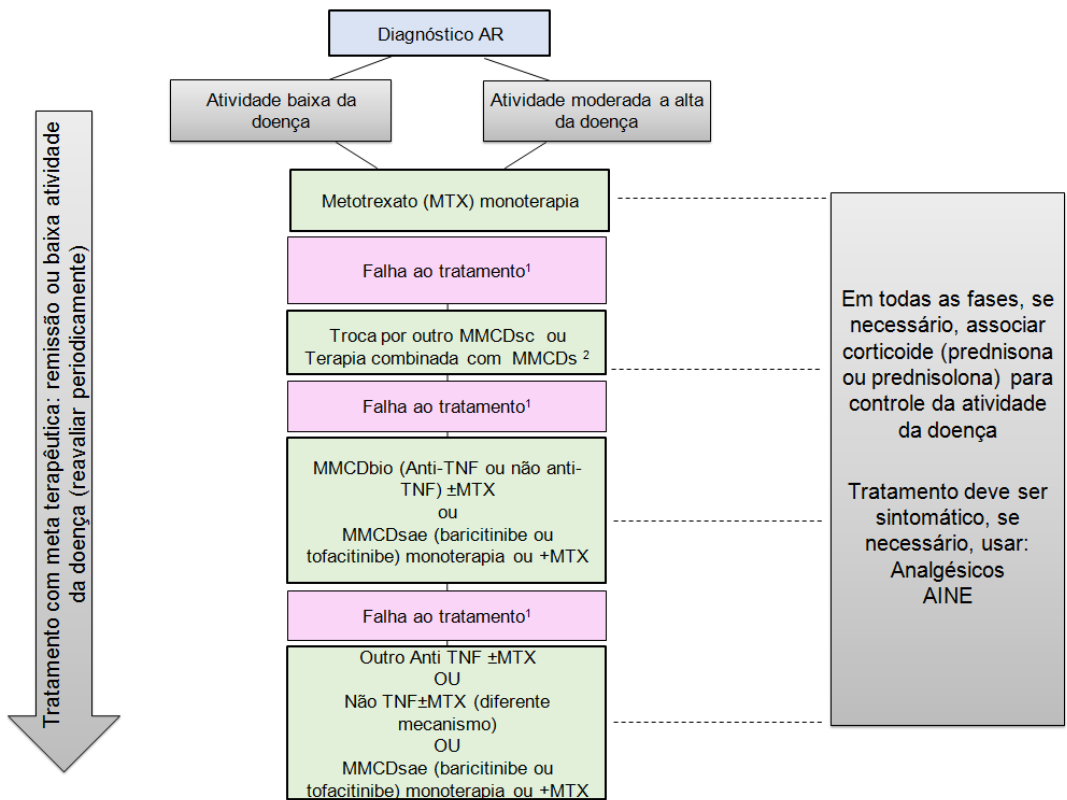 Diagnóstico AR
Atividade baixa da
doença
Atividade moderada a alta
da doença
Metotrexato (MTX) monoterapia
Falha ao tratamento¹
Troca por outro MMCDsc ou
Terapia combinada com MMCDs ²
Falha ao tratamento¹
MMCDbio (Anti-TNF ou não anti-
TNF) ±MTX
ou
MMCDsae (baricitinibe ou
tofacitinibe) monoterapia ou +MTX
Falha ao tratamento¹
Outro Anti TNF ±MTX
OU
Não TNF±MTX (diferente
mecanismo)
OU
MMCDsae (baricitinibe ou
tofacitinibe) monoterapia ou +MTX
Tratamento com meta terapêutica: remissão ou baixa atividade
da doença (reavaliar periodicamente)
Em todas as fases, se
necessário, associar
corticoide (prednisona
ou prednisolona) para
controle da atividade
da doença
Tratamento deve ser
sintomático, se
necessário, usar:
Analgésicos
AINE